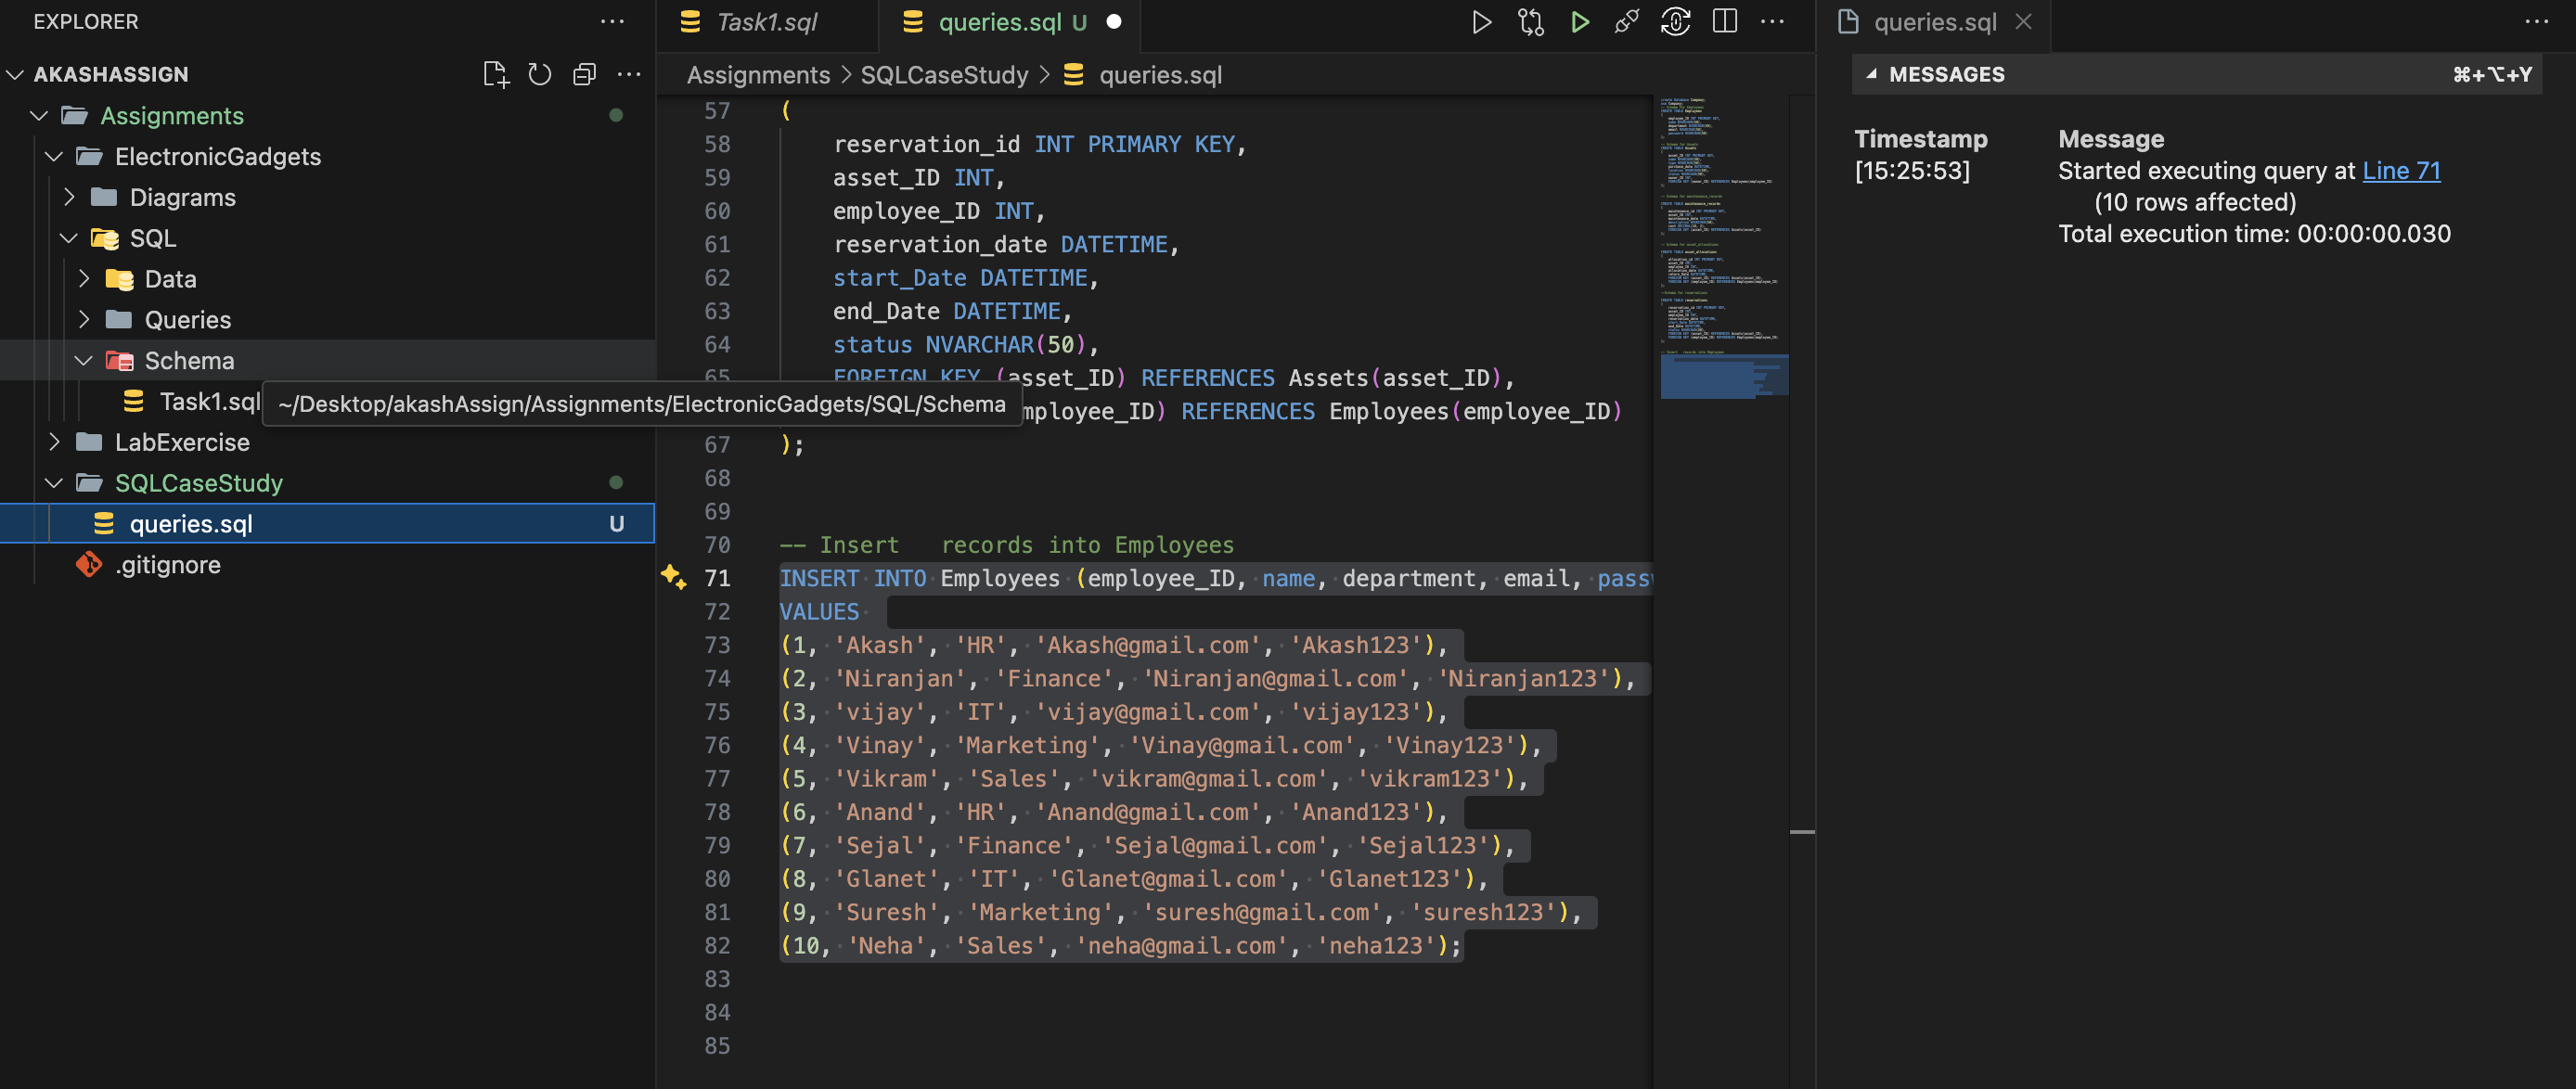 EXPLORER
AKASHASSIGN
Assignments
ElectronicGadgets
Diagrams
SQL
Data
Queries
Schema
Task1.sql
~/Desktop/akashAssign/Assignments/ElectronicGadgets/SQL/Schema
LabExercise
SQLCaseStudy
queries.sql U
.gitignore
Task1.sql
queries.sql U
Assignments > SQLCaseStudy > queries.sql
57 (
58 reservation_id INT PRIMARY KEY,
59 asset_ID INT,
60 employee_ID INT,
61 reservation_date DATETIME,
62 start_Date DATETIME,
63 end_Date DATETIME,
64 status NVARCHAR(50),
65 FOREIGN KEY (asset_ID) REFERENCES Assets(asset_ID),
mployee_ID) REFERENCES Employees(employee_ID)
67 );
68
69
70 -- Insert   records into Employees
71 INSERT INTO Employees (employee_ID, name, department, email, pass
72 VALUES
73 (1, 'Akash', 'HR', 'Akash@gmail.com', 'Akash123'),
74 (2, 'Niranjan', 'Finance', 'Niranjan@gmail.com', 'Niranjan123'),
75 (3, 'vijay', 'IT', 'vijay@gmail.com', 'vijay123'),
76 (4, 'Vinay', 'Marketing', 'Vinay@gmail.com', 'Vinay123'),
77 (5, 'Vikram', 'Sales', 'vikram@gmail.com', 'vikram123'),
78 (6, 'Anand', 'HR', 'Anand@gmail.com', 'Anand123'),
79 (7, 'Sejal', 'Finance', 'Sejal@gmail.com', 'Sejal123'),
80 (8, 'Glanet', 'IT', 'Glanet@gmail.com', 'Glanet123'),
81 (9, 'Suresh', 'Marketing', 'suresh@gmail.com', 'suresh123'),
82 (10, 'Neha', 'Sales', 'neha@gmail.com', 'neha123');
83
84
85
queries.sql
MESSAGES ⌘+⌥+Y
Timestamp Message
[15:25:53] Started executing query at Line 71
(10 rows affected)
Total execution time: 00:00:00.030